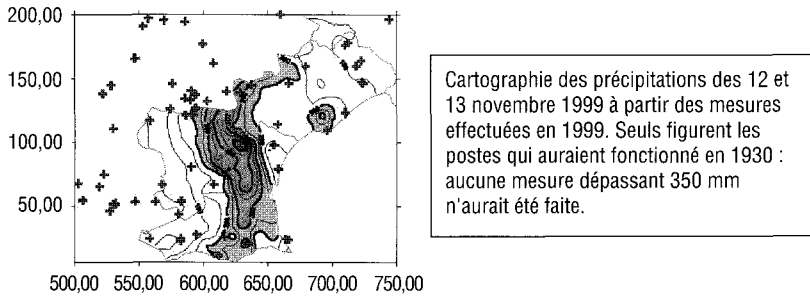 200,00
150,00
100,00
50,00
500,00 550,00 600,00 650,00 700,00 750,00
Cartographie des précipitations des 12 et
13 novembre 1999 à partir des mesures
effectuées en 1999. Seuls figurent les
postes qui auraient fonctionné en 1930 :
aucune mesure dépassant 350 mm
n'aurait été faite.